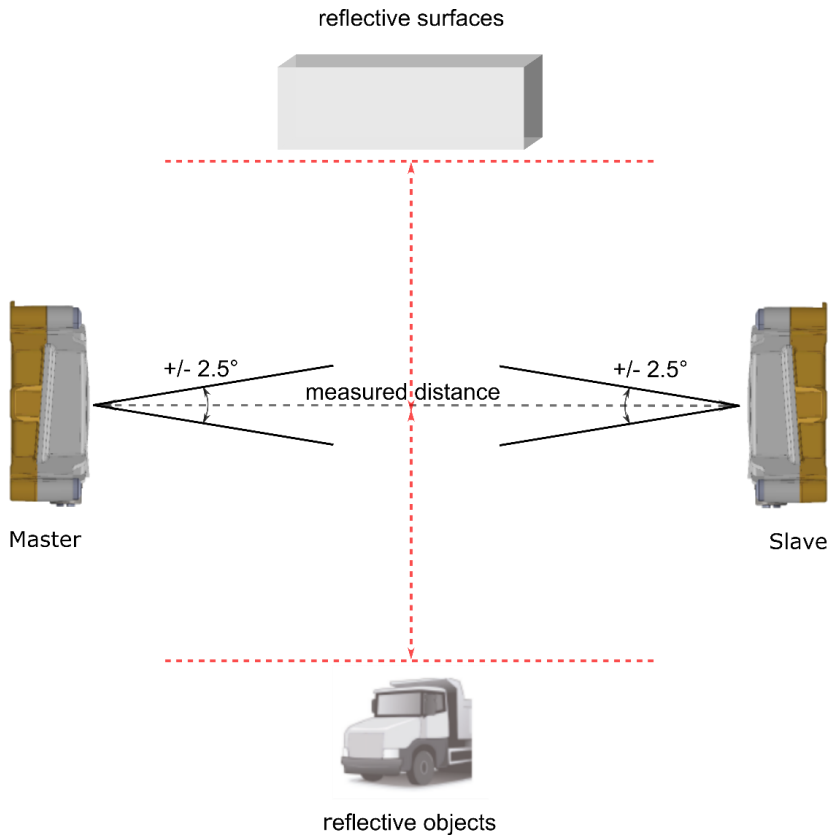 reflective surfaces
+/- 2.5°
+/- 2.5°
measured distance
Master
Slave
reflective objects